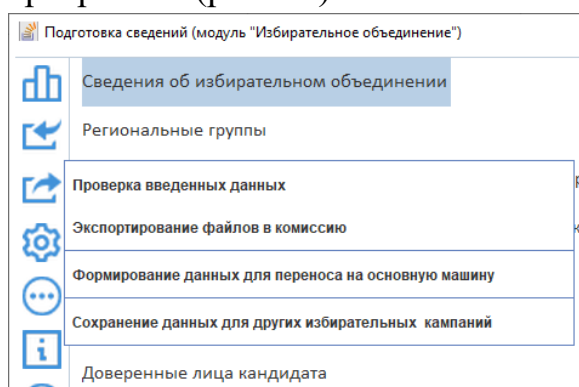 Подготовка сведений (модуль "Избирательное объединение")
Сведения об избирательном объединении
Региональные группы
Проверка введенных данных
Экспортирование файлов в комиссию
Формирование данных для переноса на основную машину
Сохранение данных для других избирательных кампаний
Доверенные лица кандидата